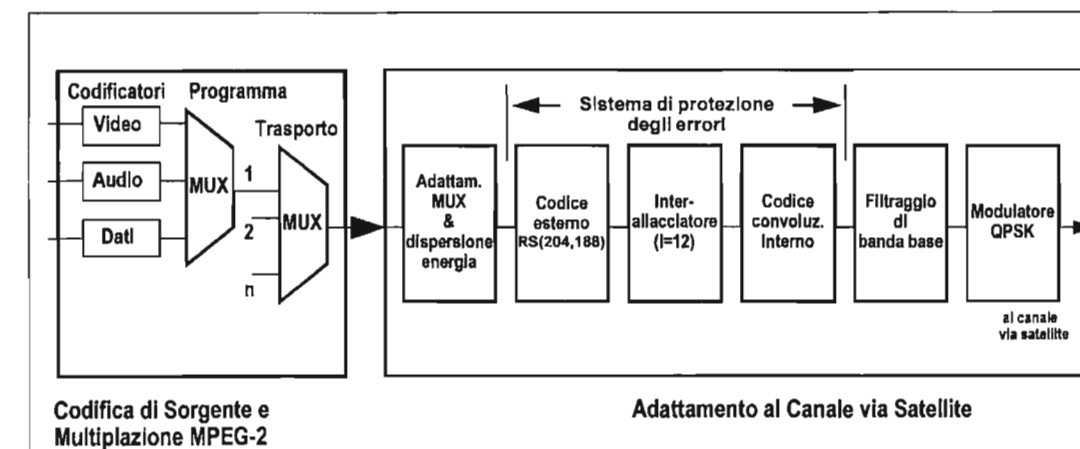 Codificatori
Programma
Video
Audio
Dati
MUX
Trasporto
1
2
n
MUX
Sistema di protezione
degli errori
Adattam.
MUX
&
dispersione
energia
Codice
esterno
RS(204,188)
Inter-
allacciatore
(I=12)
Codice
convoluz.
Interno
Filtraggio
di
banda base
Modulatore
QPSK
al canale
via satellite
Codifica di Sorgente e
Multiplazione MPEG-2
Adattamento al Canale via Satellite